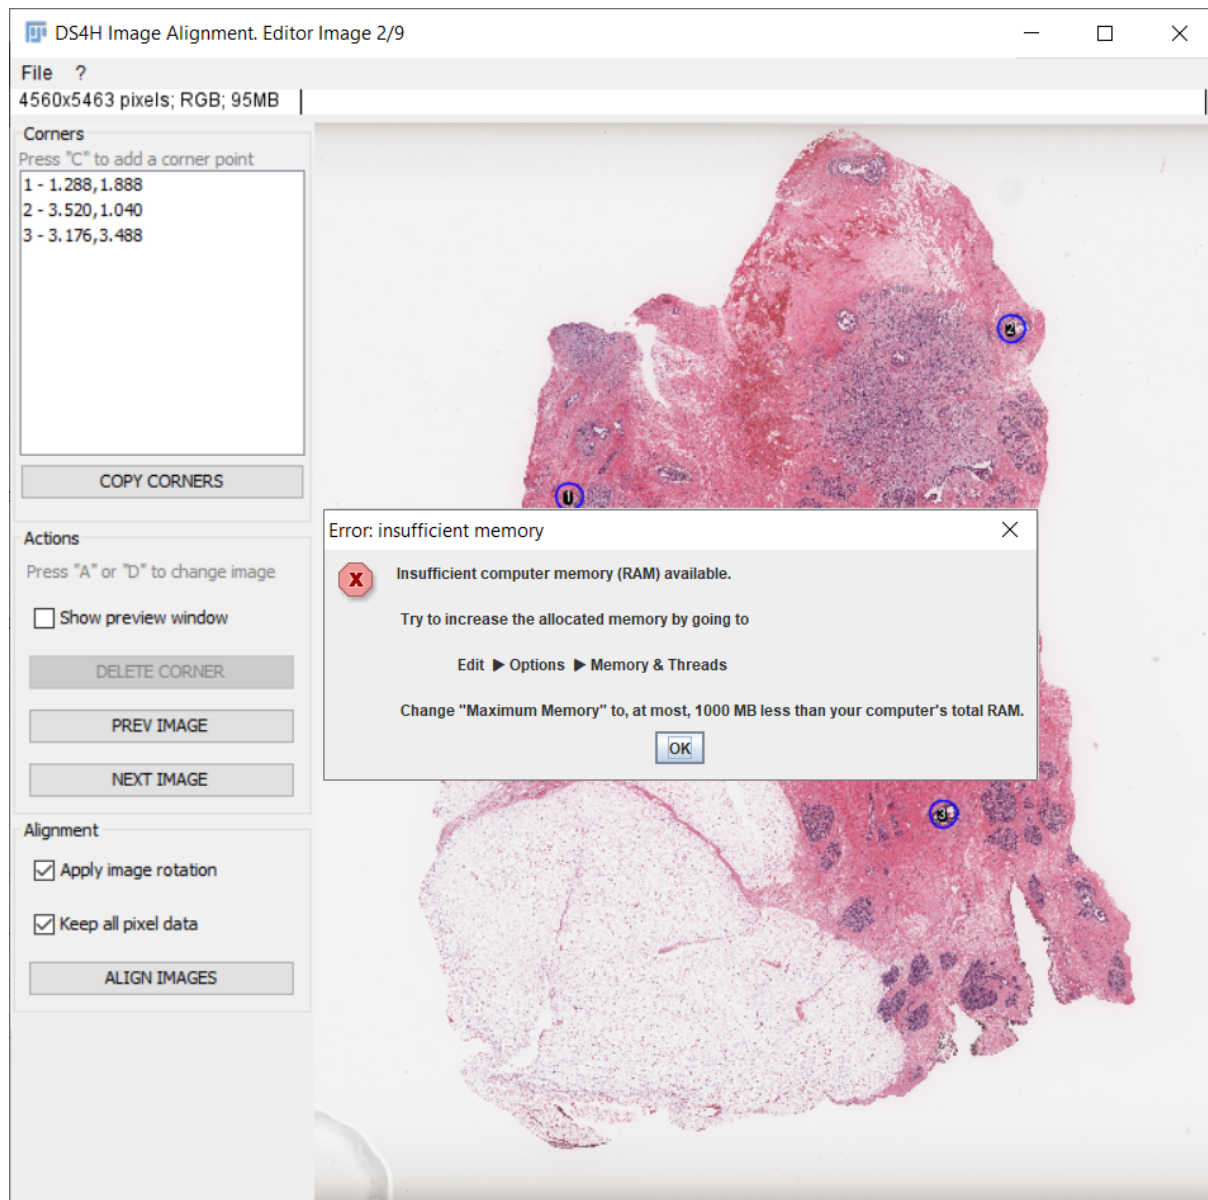 DS4H Image Alignment. Editor Image 2/9
File ?
4560x5463 pixels; RGB; 95MB
Corners
Press "C" to add a corner point
1 - 1.288,1.888
2 - 3.520,1.040
3 - 3.176,3.488
COPY CORNERS
Actions
Press "A" or "D" to change image
Show preview window
DELETE CORNER
PREV IMAGE
NEXT IMAGE
Alignment
Apply image rotation
Keep all pixel data
ALIGN IMAGES
2
1
Error: insufficient memory
Insufficient computer memory (RAM) available.
Try to increase the allocated memory by going to
Edit ▶ Options ▶ Memory & Threads
Change "Maximum Memory" to, at most, 1000 MB less than your computer's total RAM.
OK
3